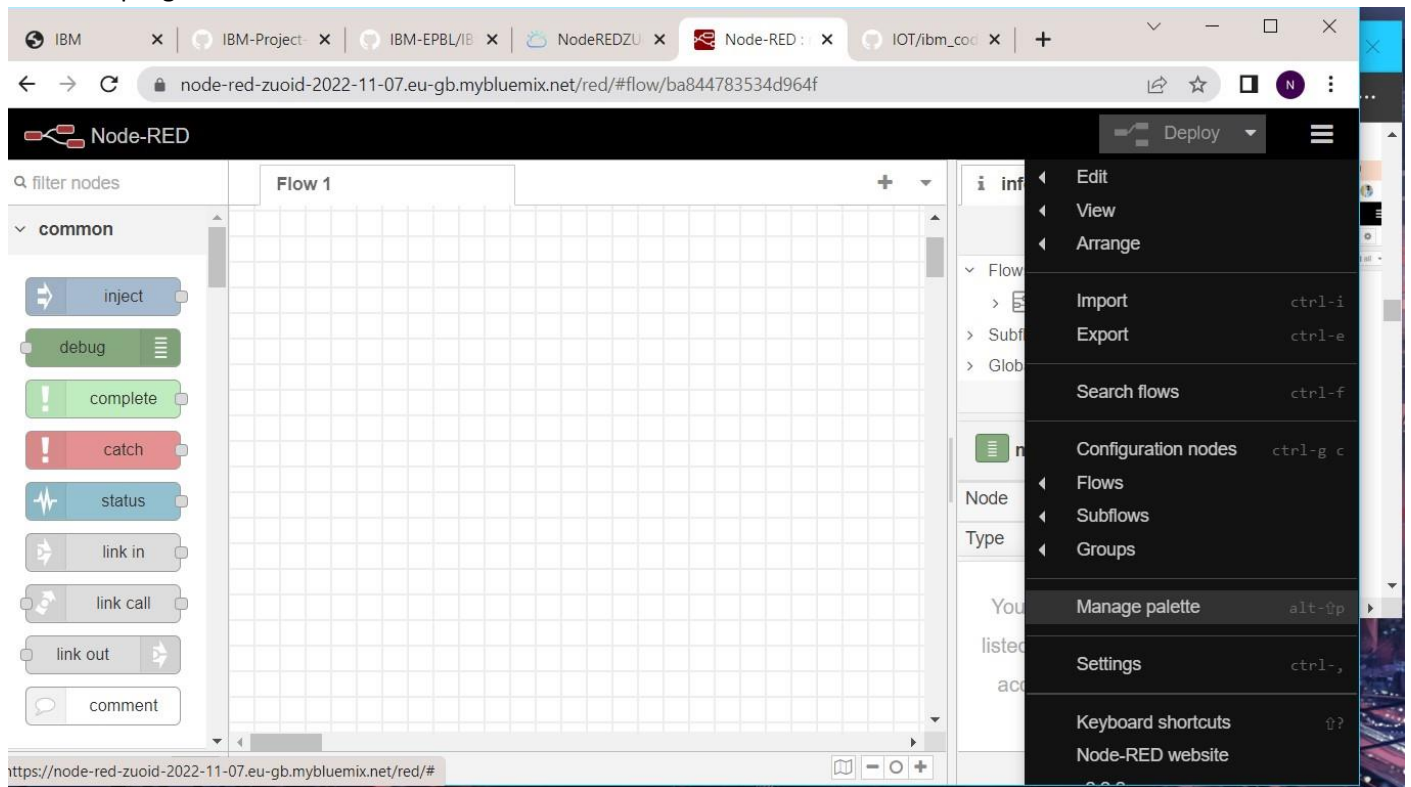 IBM
IBM-Project-
IBM-EPBL/IB
NodeREDZU
Node-RED :
IOT/ibm_cod
node-red-zuoid-2022-11-07.eu-gb.mybluemix.net/red/#flow/ba844783534d964f
N
Node-RED
Deploy
filter nodes
Flow 1
i inf
common
inject
debug
complete
catch
status
link in
link call
link out
comment
Flow
Subfl
Glob
Node
Type
You
listed
acc
Edit
View
Arrange
Import ctrl-i
Export ctrl-e
Search flows ctrl-f
Configuration nodes ctrl-g c
Flows
Subflows
Groups
Manage palette alt-⇧p
Settings ctrl-,
Keyboard shortcuts ⇧?
Node-RED website
https://node-red-zuoid-2022-11-07.eu-gb.mybluemix.net/red/#